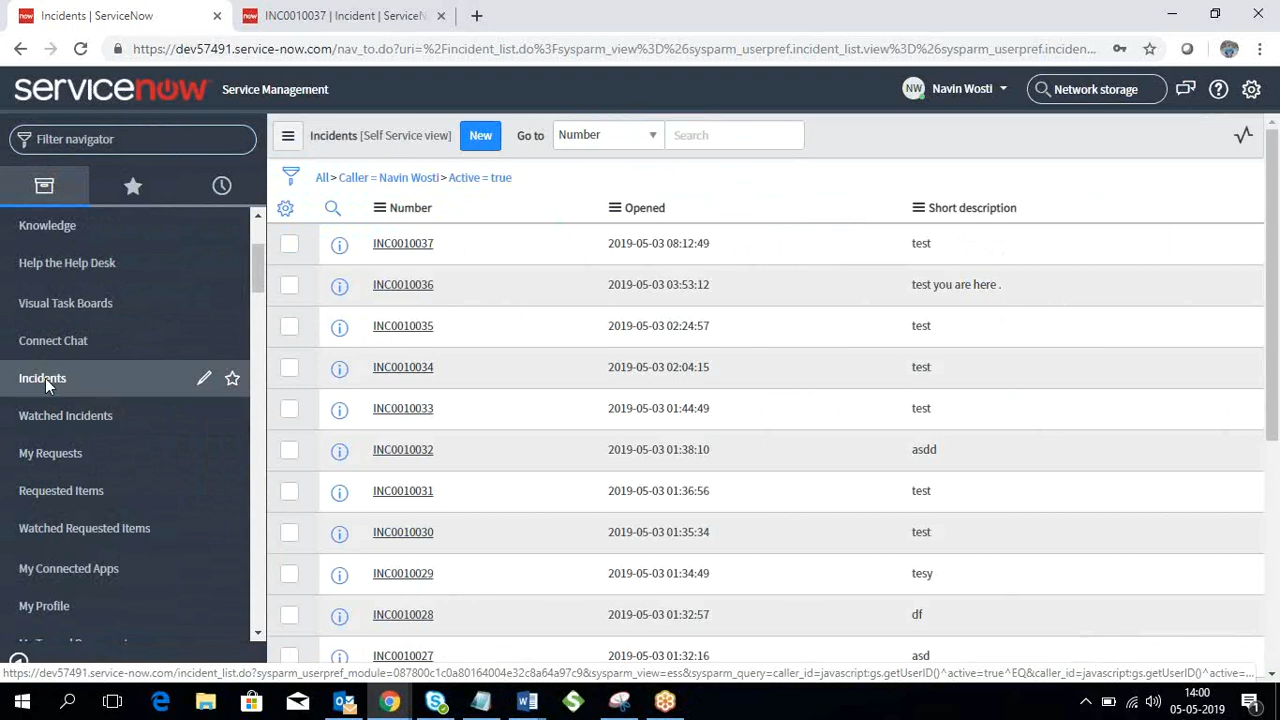 Incidents | ServiceNow
INC0010037 | Incident | ServiceN
https://dev57491.service-now.com/nav_to.do?uri=%2Fincident_list.do%3Fsysparm_view%3D%26sysparm_userpref.incident_list.view%3D%26sysparm_userpref.inciden...
servicenow Service Management
NW Navin Wosti
Network storage
Filter navigator
Incidents [Self Service view] New Go to Number Search
All > Caller = Navin Wosti > Active = true
Number Opened Short description
Knowledge
Help the Help Desk
Visual Task Boards
Connect Chat
Incidents
Watched Incidents
My Requests
Requested Items
Watched Requested Items
My Connected Apps
My Profile
INC0010037 2019-05-03 08:12:49 test
INC0010036 2019-05-03 03:53:12 test you are here .
INC0010035 2019-05-03 02:24:57 test
INC0010034 2019-05-03 02:04:15 test
INC0010033 2019-05-03 01:44:49 test
INC0010032 2019-05-03 01:38:10 asdd
INC0010031 2019-05-03 01:36:56 test
INC0010030 2019-05-03 01:35:34 test
INC0010029 2019-05-03 01:34:49 tesy
INC0010028 2019-05-03 01:32:57 df
INC0010027 2019-05-03 01:32:16 asd
https://dev57491.service-now.com/incident_list.do?sysparm_userpref_module=087800c1c0a80164004e32c8a64a97c9&sysparm_view=ess&sysparm_query=caller_id=javascript:gs.getUserID()^active=true^EQ&caller_id=javascript:gs.getUserID()^active=...
14:00
05-05-2019